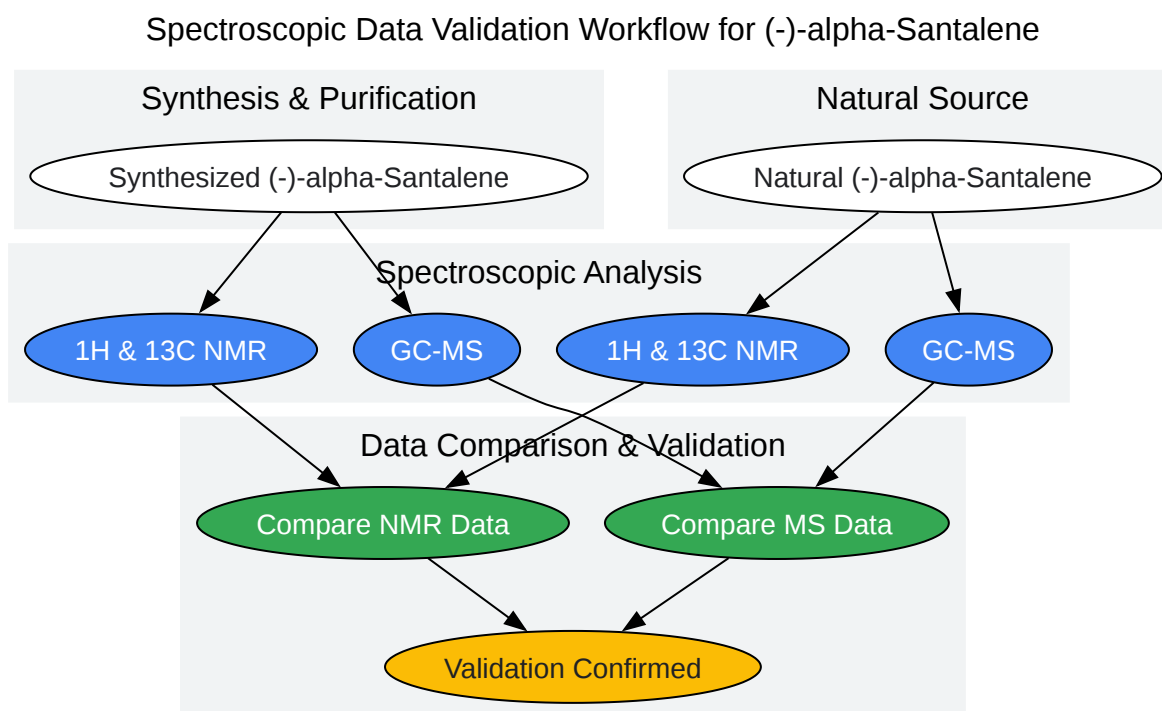 Spectroscopic Data Validation Workflow for (-)-alpha-Santalene
Synthesis & Purification
Natural Source
Synthesized (-)-alpha-Santalene
Natural (-)-alpha-Santalene
Spectroscopic Analysis
1H & 13C NMR
GC-MS
1H & 13C NMR
GC-MS
Data Comparison & Validation
Compare NMR Data
Compare MS Data
Validation Confirmed